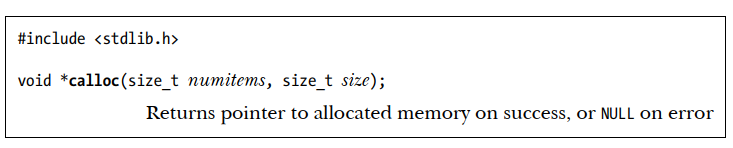 #include <stdlib.h>
void *calloc(size_t numitems, size_t size);
Returns pointer to allocated memory on success, or NULL on error